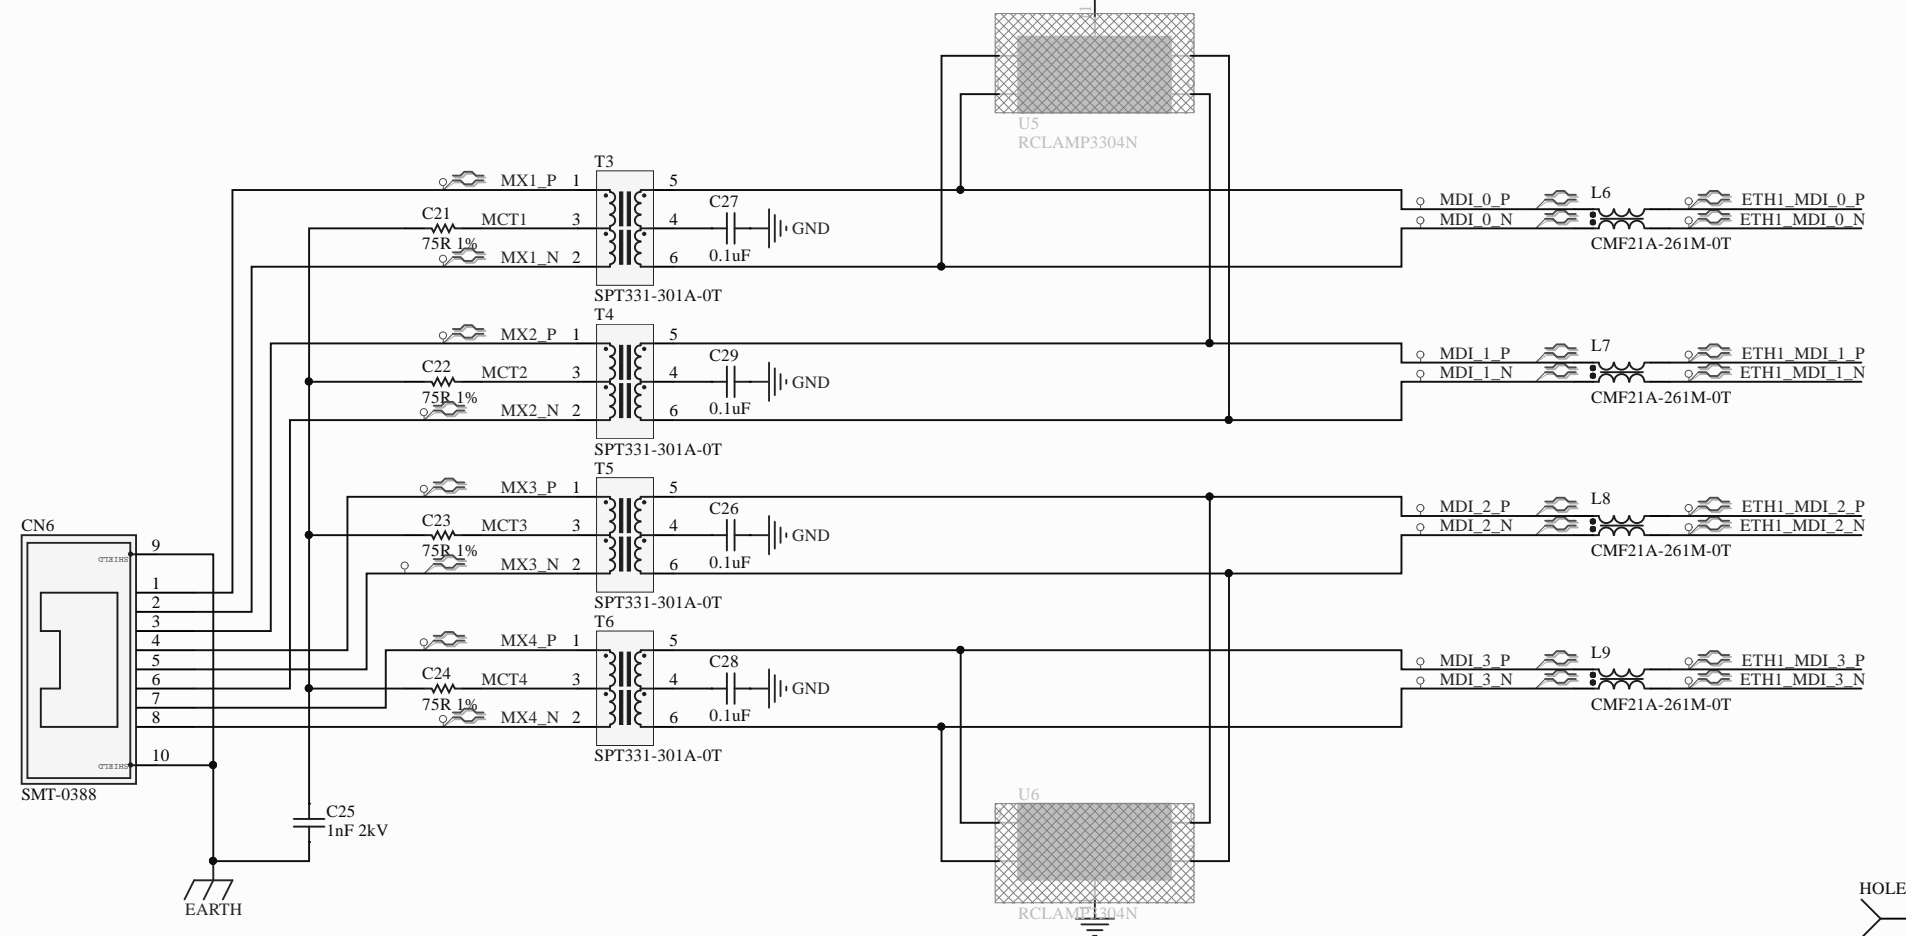 U5
RCLAMP3304N
T3
MX1_P 1 5
C21 MCT1 3 4 C27 GND
75R 1% 0.1uF
MX1_N 2 6
SPT331-301A-0T
MDI_0_P L6 ETH1_MDI_0_P
MDI_0_N ETH1_MDI_0_N
CMF21A-261M-0T
T4
MX2_P 1 5
C22 MCT2 3 4 C29 GND
75R 1% 0.1uF
MX2_N 2 6
SPT331-301A-0T
MDI_1_P L7 ETH1_MDI_1_P
MDI_1_N ETH1_MDI_1_N
CMF21A-261M-0T
T5
MX3_P 1 5
C23 MCT3 3 4 C26 GND
75R 1% 0.1uF
MX3_N 2 6
SPT331-301A-0T
MDI_2_P L8 ETH1_MDI_2_P
MDI_2_N ETH1_MDI_2_N
CMF21A-261M-0T
T6
MX4_P 1 5
C24 MCT4 3 4 C28 GND
75R 1% 0.1uF
MX4_N 2 6
SPT331-301A-0T
MDI_3_P L9 ETH1_MDI_3_P
MDI_3_N ETH1_MDI_3_N
CMF21A-261M-0T
CN6
SHIELD 9
1
2
3
4
5
6
7
8
SHIELD 10
SMT-0388
C25
1nF 2kV
EARTH
U6
RCLAMP3304N
HOLE